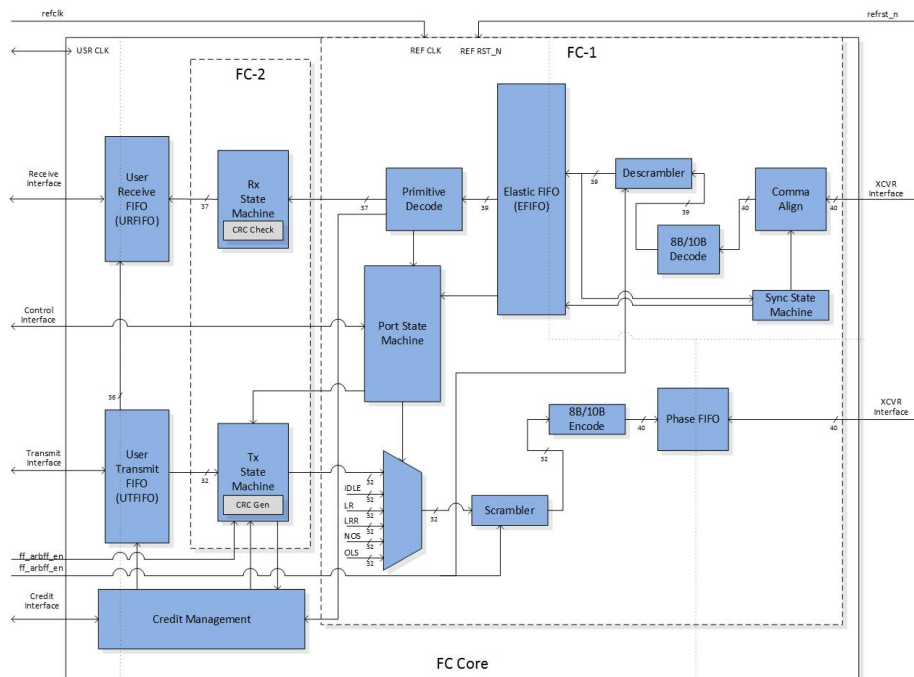 refclk
refrst_n
USR CLK
REF CLK
REF RST_N
FC-1
FC-2
User
Receive
FIFO
(URFIFO)
Rx
State
Machine
CRC Check
Primitive
Decode
Elastic FIFO
(EFIFO)
Descrambler
Comma
Align
8B/10B
Decode
Sync State
Machine
Receive
Interface
XCVR
Interface
37
37
39
39
39
40
40
40
Control
Interface
Port State
Machine
36
8B/10B
Encode
Phase FIFO
XCVR
Interface
40
40
32
Transmit
Interface
User
Transmit
FIFO
(UTFIFO)
32
Tx
State
Machine
CRC Gen
32
IDLE
32
LR
32
LRR
32
NOS
32
OLS
32
32
Scrambler
ff_arbff_en
ff_arbff_en
Credit
Interface
Credit Management
FC Core